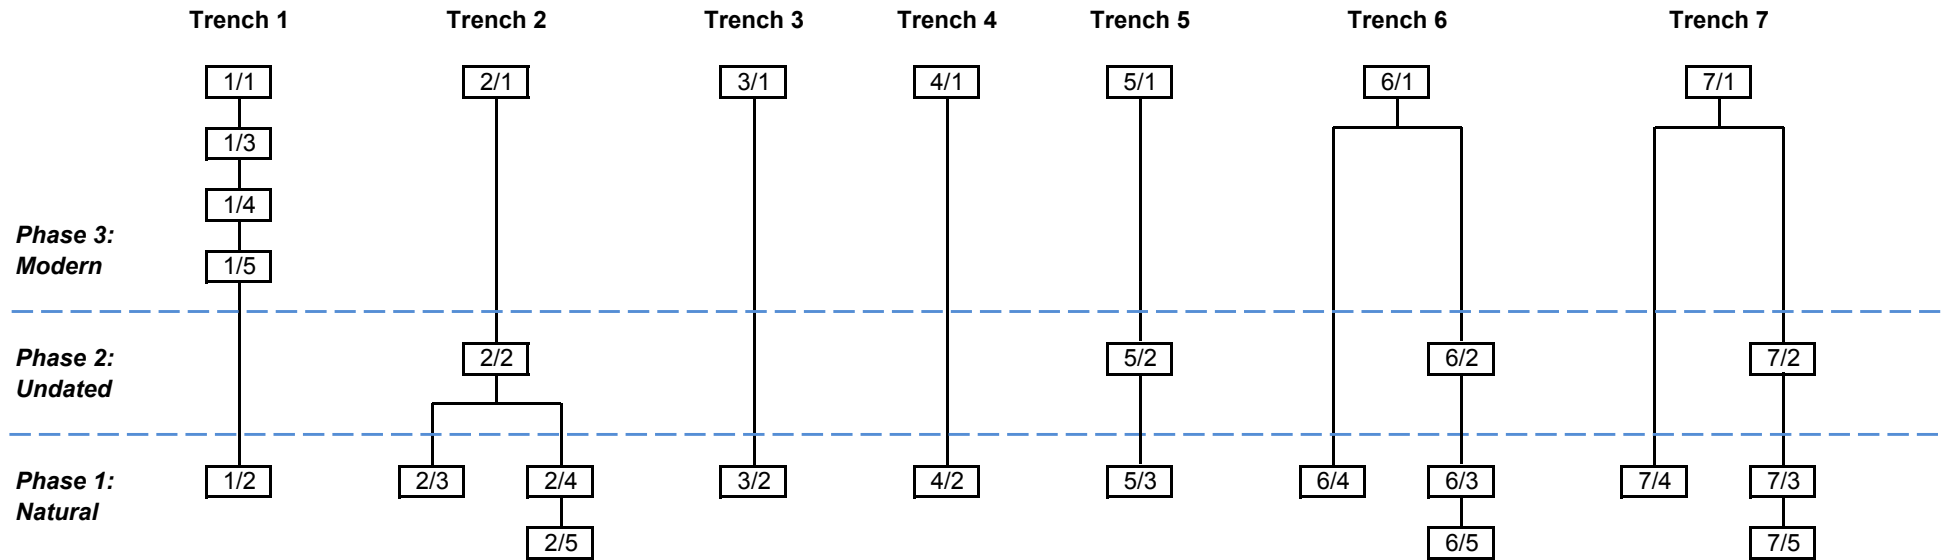 Trench 1 Trench 2 Trench 3 Trench 4 Trench 5 Trench 6 Trench 7
1/1 2/1 3/1 4/1 5/1 6/1 7/1
1/3
1/4
Phase 3:
Modern
1/5
Phase 2:
Undated
2/2 5/2 6/2 7/2
Phase 1:
Natural
1/2 2/3 2/4 3/2 4/2 5/3 6/4 6/3 7/4 7/3
2/5 6/5 7/5